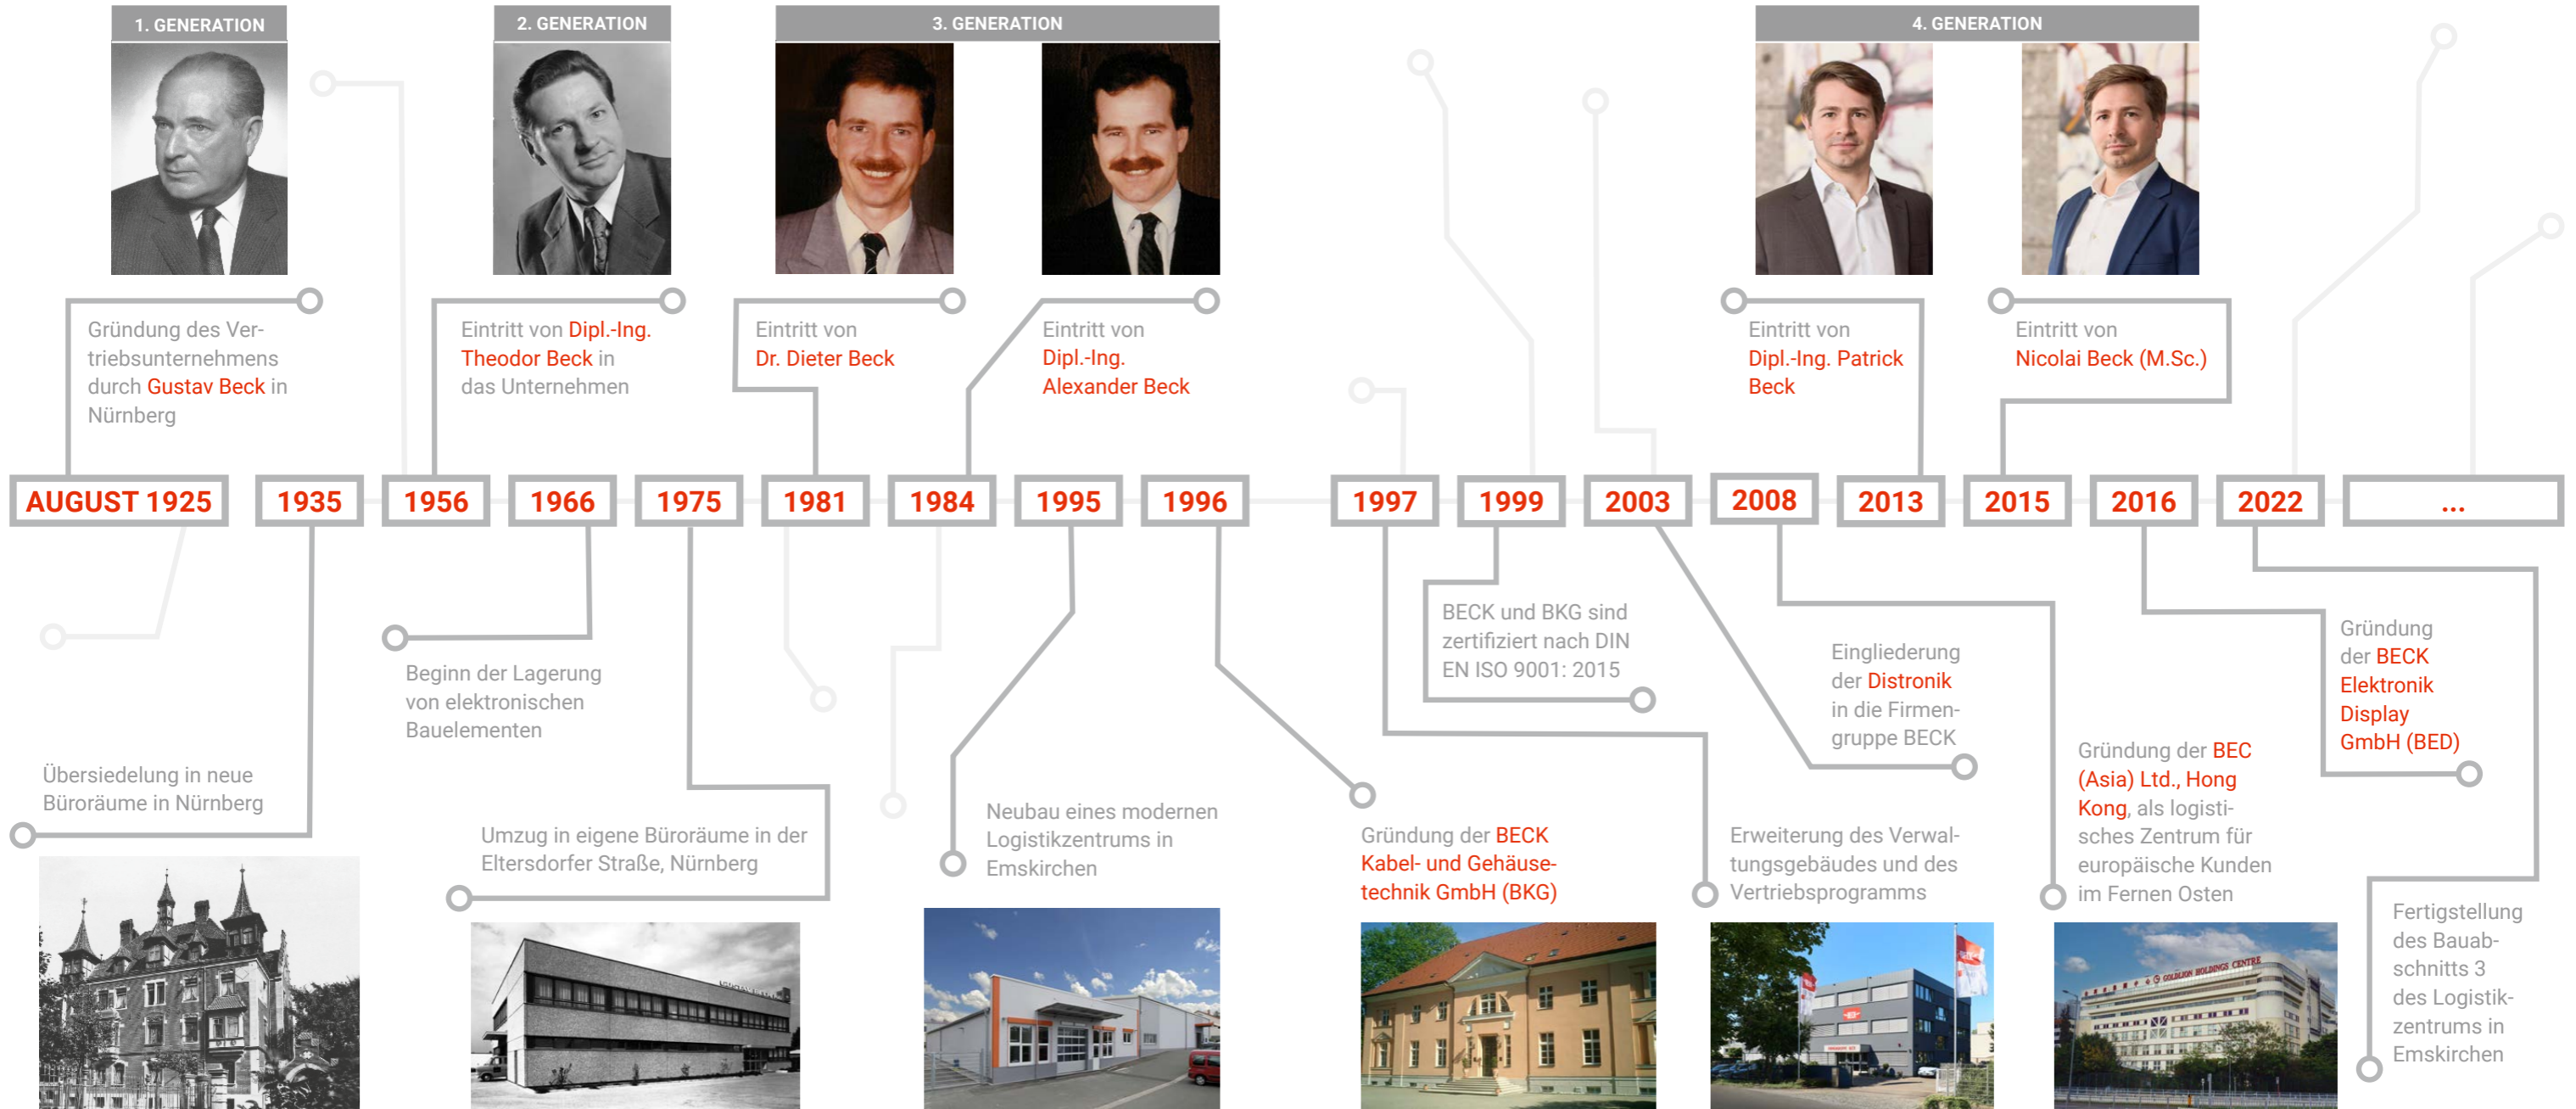 1. GENERATION
2. GENERATION
3. GENERATION
4. GENERATION
Gründung des Ver-
triebsunternehmens
durch Gustav Beck in
Nürnberg
Eintritt von Dipl.-Ing.
Theodor Beck in
das Unternehmen
Eintritt von
Dr. Dieter Beck
Eintritt von
Dipl.-Ing.
Alexander Beck
Eintritt von
Dipl.-Ing. Patrick
Beck
Eintritt von
Nicolai Beck (M.Sc.)
AUGUST 1925
1935
1956
1966
1975
1981
1984
1995
1996
1997
1999
2003
2008
2013
2015
2016
2022
...
Übersiedelung in neue
Büroräume in Nürnberg
Beginn der Lagerung
von elektronischen
Bauelementen
Umzug in eigene Büroräume in der
Eltersdorfer Straße, Nürnberg
Neubau eines modernen
Logistikzentrums in
Emskirchen
Gründung der BECK
Kabel- und Gehäuse-
technik GmbH (BKG)
BECK und BKG sind
zertifiziert nach DIN
EN ISO 9001: 2015
Erweiterung des Verwal-
tungsgebäudes und des
Vertriebsprogramms
Eingliederung
der Distronik
in die Firmen-
gruppe BECK
Gründung der BEC
(Asia) Ltd., Hong
Kong, als logisti-
sches Zentrum für
europäische Kunden
im Fernen Osten
Gründung
der BECK
Elektronik
Display
GmbH (BED)
Fertigstellung
des Bauab-
schnitts 3
des Logistik-
zentrums in
Emskirchen
GOLDLION HOLDINGS CENTRE